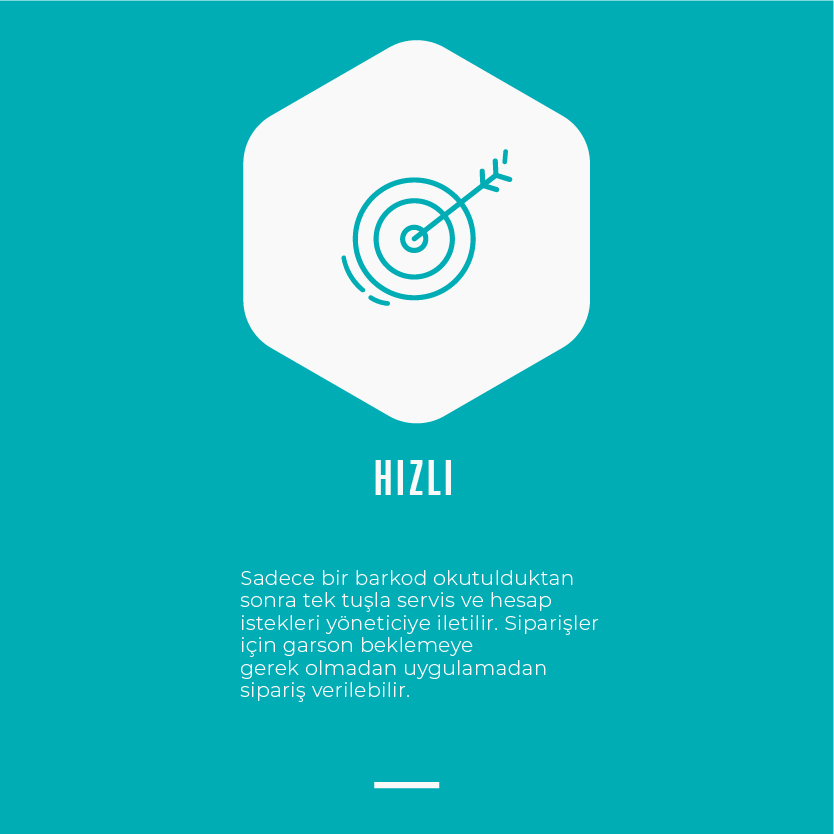 HIZLI
Sadece bir barkod okutulduktan
sonra tek tuşla servis ve hesap
istekleri yöneticiye iletilir. Siparişler
için garson beklemeye
gerek olmadan uygulamadan
sipariş verilebilir.